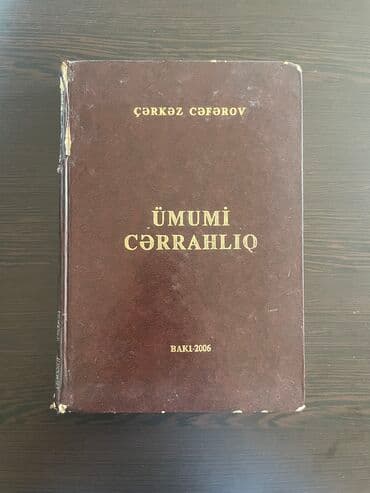 ÇƏRKƏZ CƏFƏROV
ÜMUMİ
CƏRRAHLIQ
BAKI-2006